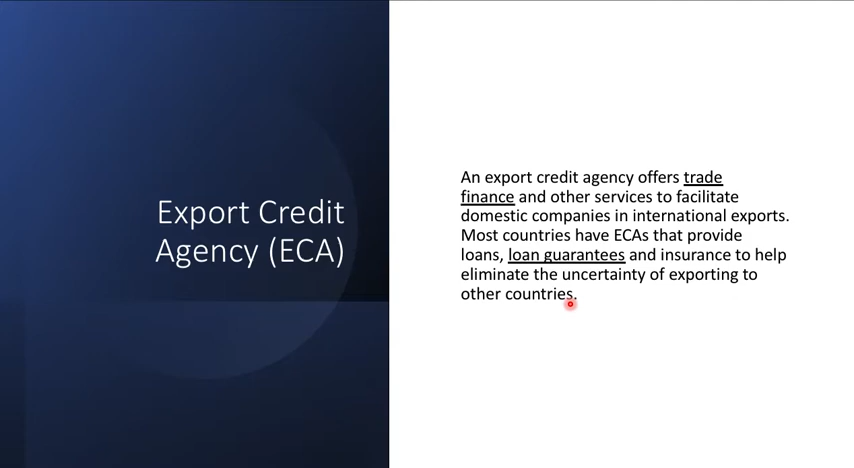 Export Credit
Agency (ECA)
An export credit agency offers trade
finance and other services to facilitate
domestic companies in international exports.
Most countries have ECAs that provide
loans, loan guarantees and insurance to help
eliminate the uncertainty of exporting to
other countries.